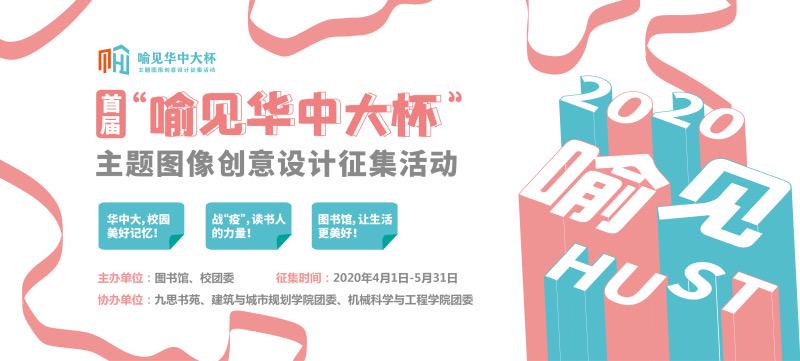 喻见华中大杯
主题图像创意设计征集活动
首届“喻见华中大杯”
主题图像创意设计征集活动
华中大,校园
美好记忆!
战“疫”,读书人
的力量!
图书馆,让生活
更美好!
主办单位:图书馆、校团委 征集时间:2020年4月1日-5月31日
协办单位:九思书苑、建筑与城市规划学院团委、机械科学与工程学院团委
2020
喻见
HUST